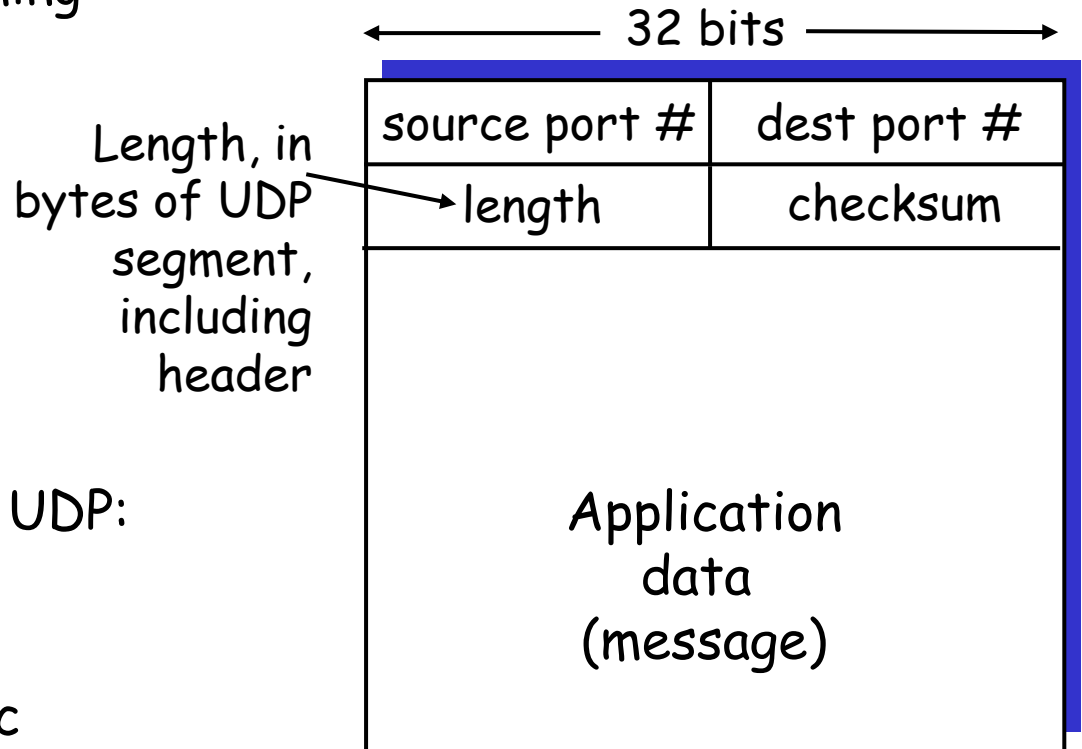 32 bits
source port #
dest port #
Length, in
bytes of UDP
segment,
including
header
length
checksum
UDP:
Application
data
(message)